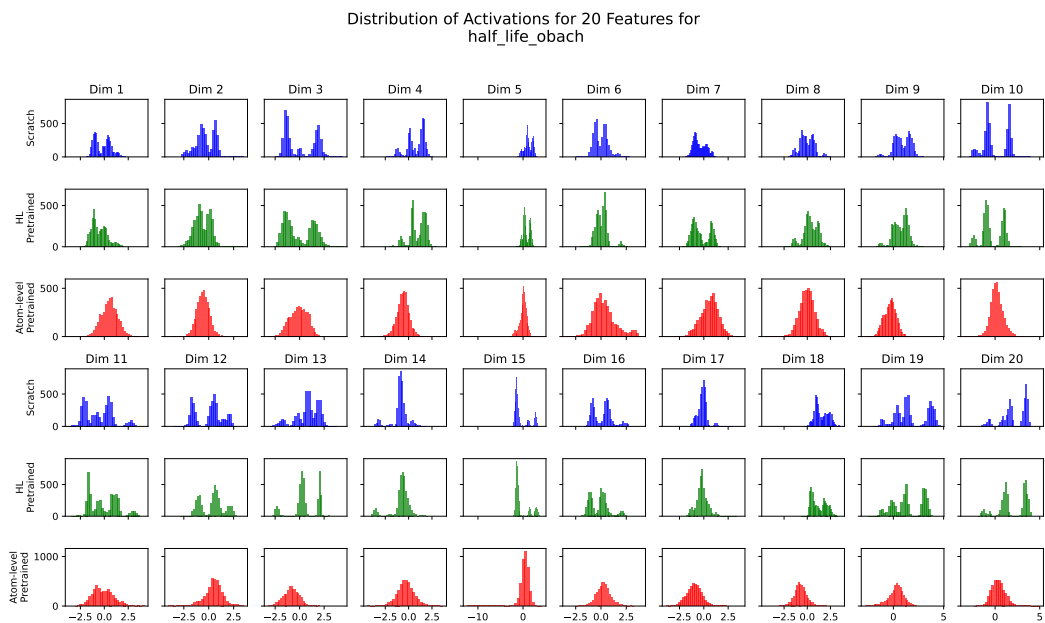 Distribution of Activations for 20 Features for
half_life_obach
Dim 1 Dim 2 Dim 3 Dim 4 Dim 5 Dim 6 Dim 7 Dim 8 Dim 9 Dim 10
Scratch
500
0
HL
Pretrained
500
0
Atom-level
Pretrained
500
0
Dim 11 Dim 12 Dim 13 Dim 14 Dim 15 Dim 16 Dim 17 Dim 18 Dim 19 Dim 20
Scratch
500
0
HL
Pretrained
500
0
Atom-level
Pretrained
1000
0
−2.5 0.0 2.5 −2.5 0.0 2.5 −2.5 0.0 2.5 −2.5 0.0 2.5 −10 0 −2.5 0.0 2.5 −2.5 0.0 2.5 −2.5 0.0 2.5 0 5 0 5